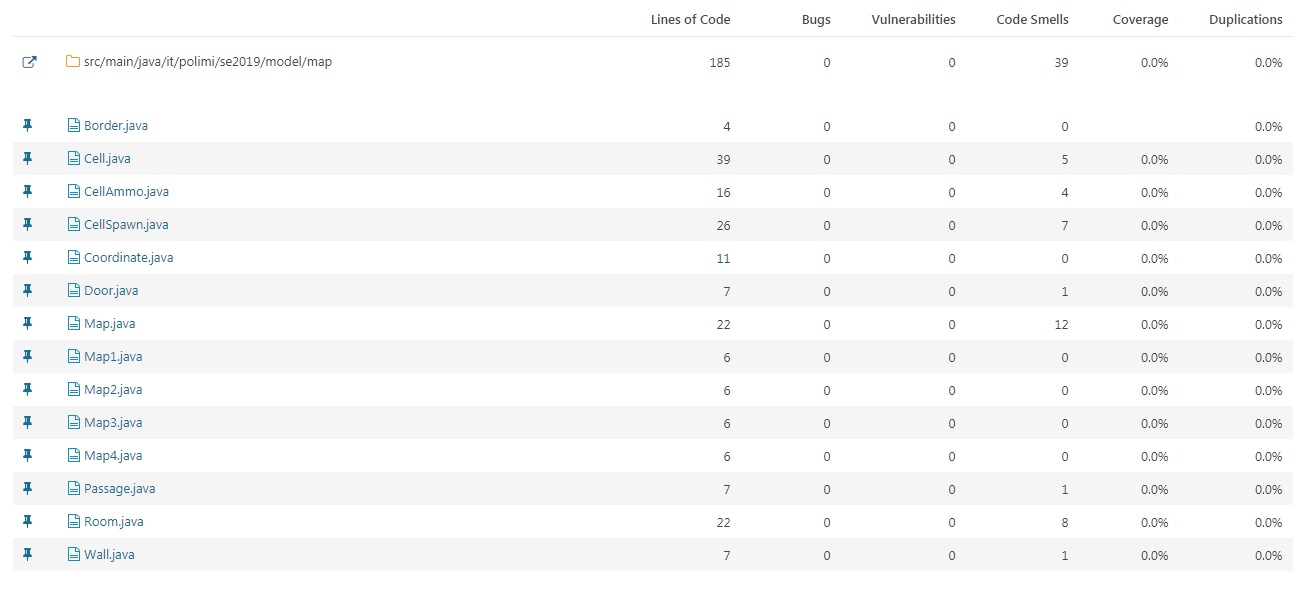 Lines of Code Bugs Vulnerabilities Code Smells Coverage Duplications
src/main/java/it/polimi/se2019/model/map 185 0 0 39 0.0% 0.0%
Border.java 4 0 0 0 0.0%
Cell.java 39 0 0 5 0.0% 0.0%
CellAmmo.java 16 0 0 4 0.0% 0.0%
CellSpawn.java 26 0 0 7 0.0% 0.0%
Coordinate.java 11 0 0 0 0.0% 0.0%
Door.java 7 0 0 1 0.0% 0.0%
Map.java 22 0 0 12 0.0% 0.0%
Map1.java 6 0 0 0 0.0% 0.0%
Map2.java 6 0 0 0 0.0% 0.0%
Map3.java 6 0 0 0 0.0% 0.0%
Map4.java 6 0 0 0 0.0% 0.0%
Passage.java 7 0 0 1 0.0% 0.0%
Room.java 22 0 0 8 0.0% 0.0%
Wall.java 7 0 0 1 0.0% 0.0%